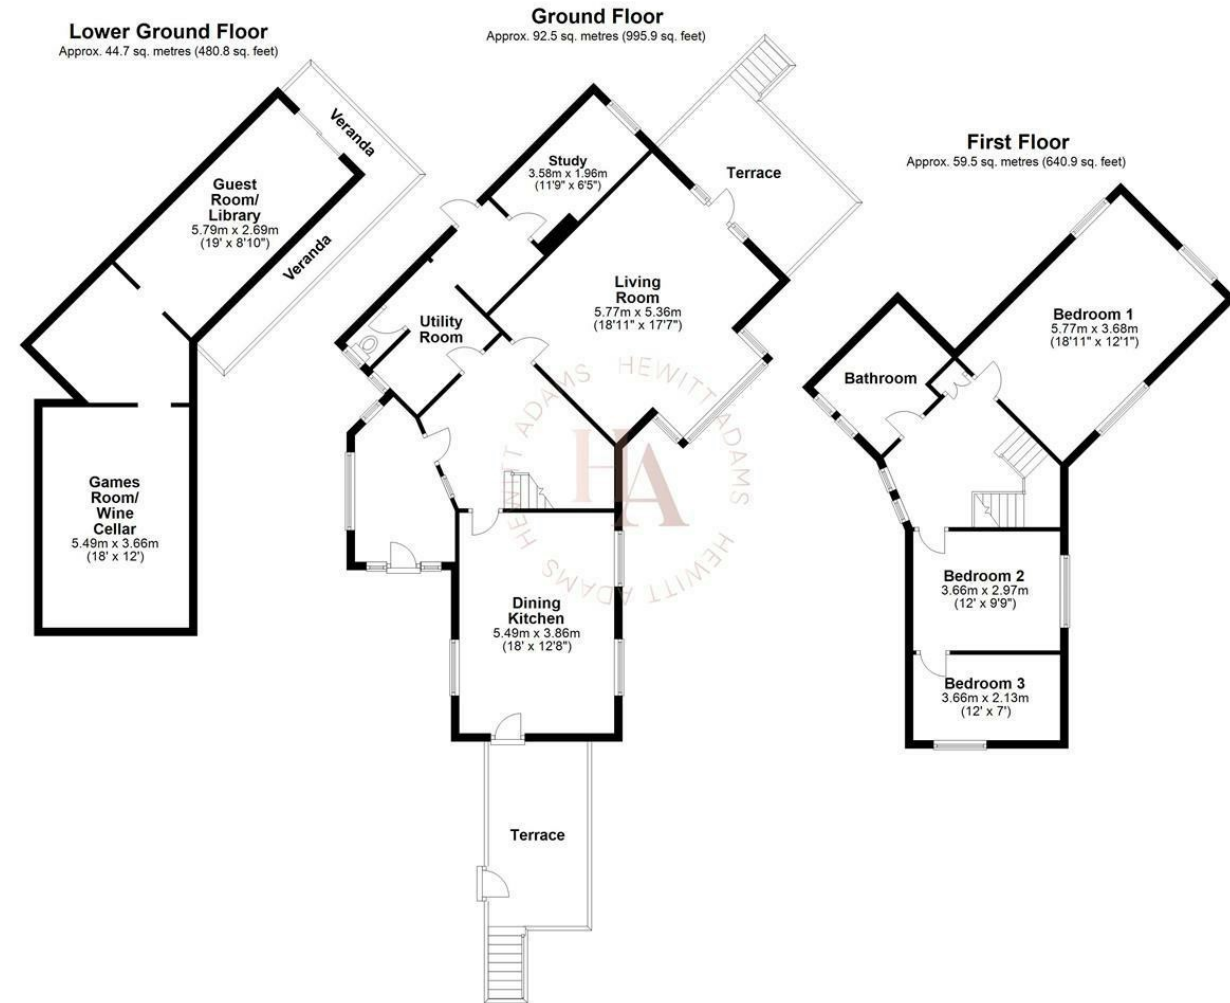 Lower Ground Floor
Approx. 44.7 sq. metres (480.8 sq. feet)
Veranda
Guest
Room/
Library
5.79m x 2.69m
(19' x 8'10")
Veranda
Games
Room/
Wine
Cellar
5.49m x 3.66m
(18' x 12')
Ground Floor
Approx. 92.5 sq. metres (995.9 sq. feet)
Study
3.58m x 1.96m
(11'9" x 6'5")
Terrace
Living
Room
5.77m x 5.36m
(18'11" x 17'7")
Utility
Room
Dining
Kitchen
5.49m x 3.86m
(18' x 12'8")
Terrace
First Floor
Approx. 59.5 sq. metres (640.9 sq. feet)
Bedroom 1
5.77m x 3.68m
(18'11" x 12'1")
Bathroom
Bedroom 2
3.66m x 2.97m
(12' x 9'9")
Bedroom 3
3.66m x 2.13m
(12' x 7')
HEWITT ADAMS HEWITT ADAMS HEWITT ADAMS
HA